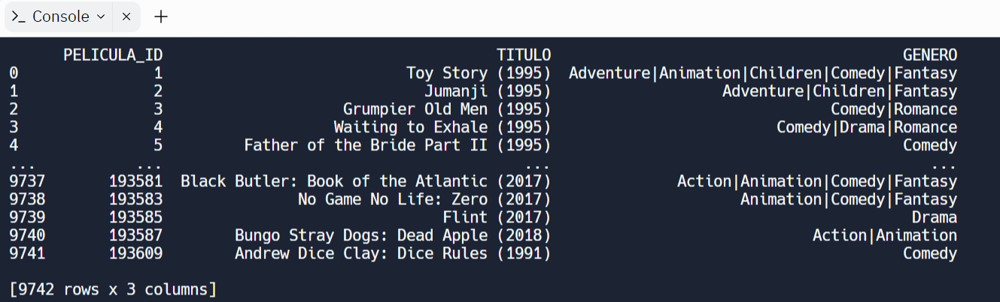 >_ Console
PELICULA_ID TITULO GENERO
0 1 Toy Story (1995) Adventure|Animation|Children|Comedy|Fantasy
1 2 Jumanji (1995) Adventure|Children|Fantasy
2 3 Grumpier Old Men (1995) Comedy|Romance
3 4 Waiting to Exhale (1995) Comedy|Drama|Romance
4 5 Father of the Bride Part II (1995) Comedy
... ... ... ...
9737 193581 Black Butler: Book of the Atlantic (2017) Action|Animation|Comedy|Fantasy
9738 193583 No Game No Life: Zero (2017) Animation|Comedy|Fantasy
9739 193585 Flint (2017) Drama
9740 193587 Bungo Stray Dogs: Dead Apple (2018) Action|Animation
9741 193609 Andrew Dice Clay: Dice Rules (1991) Comedy
[9742 rows x 3 columns]